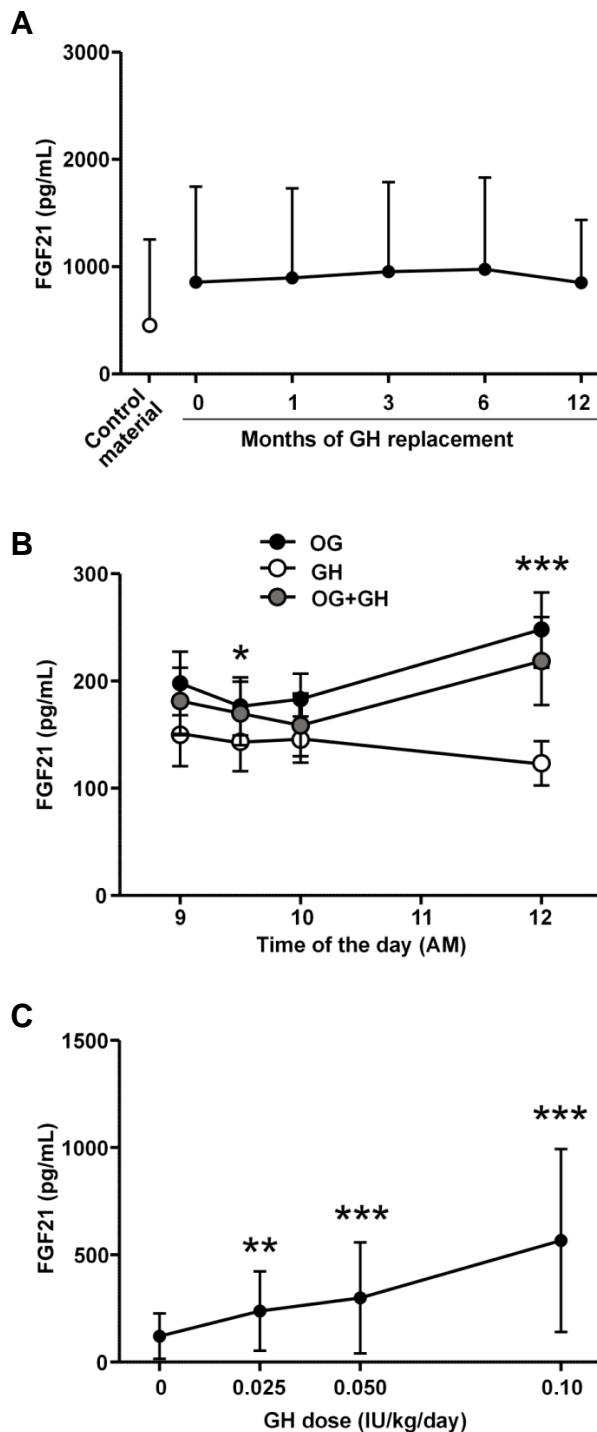 A
3000
2000
1000
0
FGF21 (pg/mL)
Control
material
0 1 3 6 12
Months of GH replacement
B
OG
GH
OG+GH
300
200
100
0
FGF21 (pg/mL)
*
***
9 10 11 12
Time of the day (AM)
C
1500
1000
500
0
FGF21 (pg/mL)
**
***
***
0 0.025 0.050 0.10
GH dose (IU/kg/day)